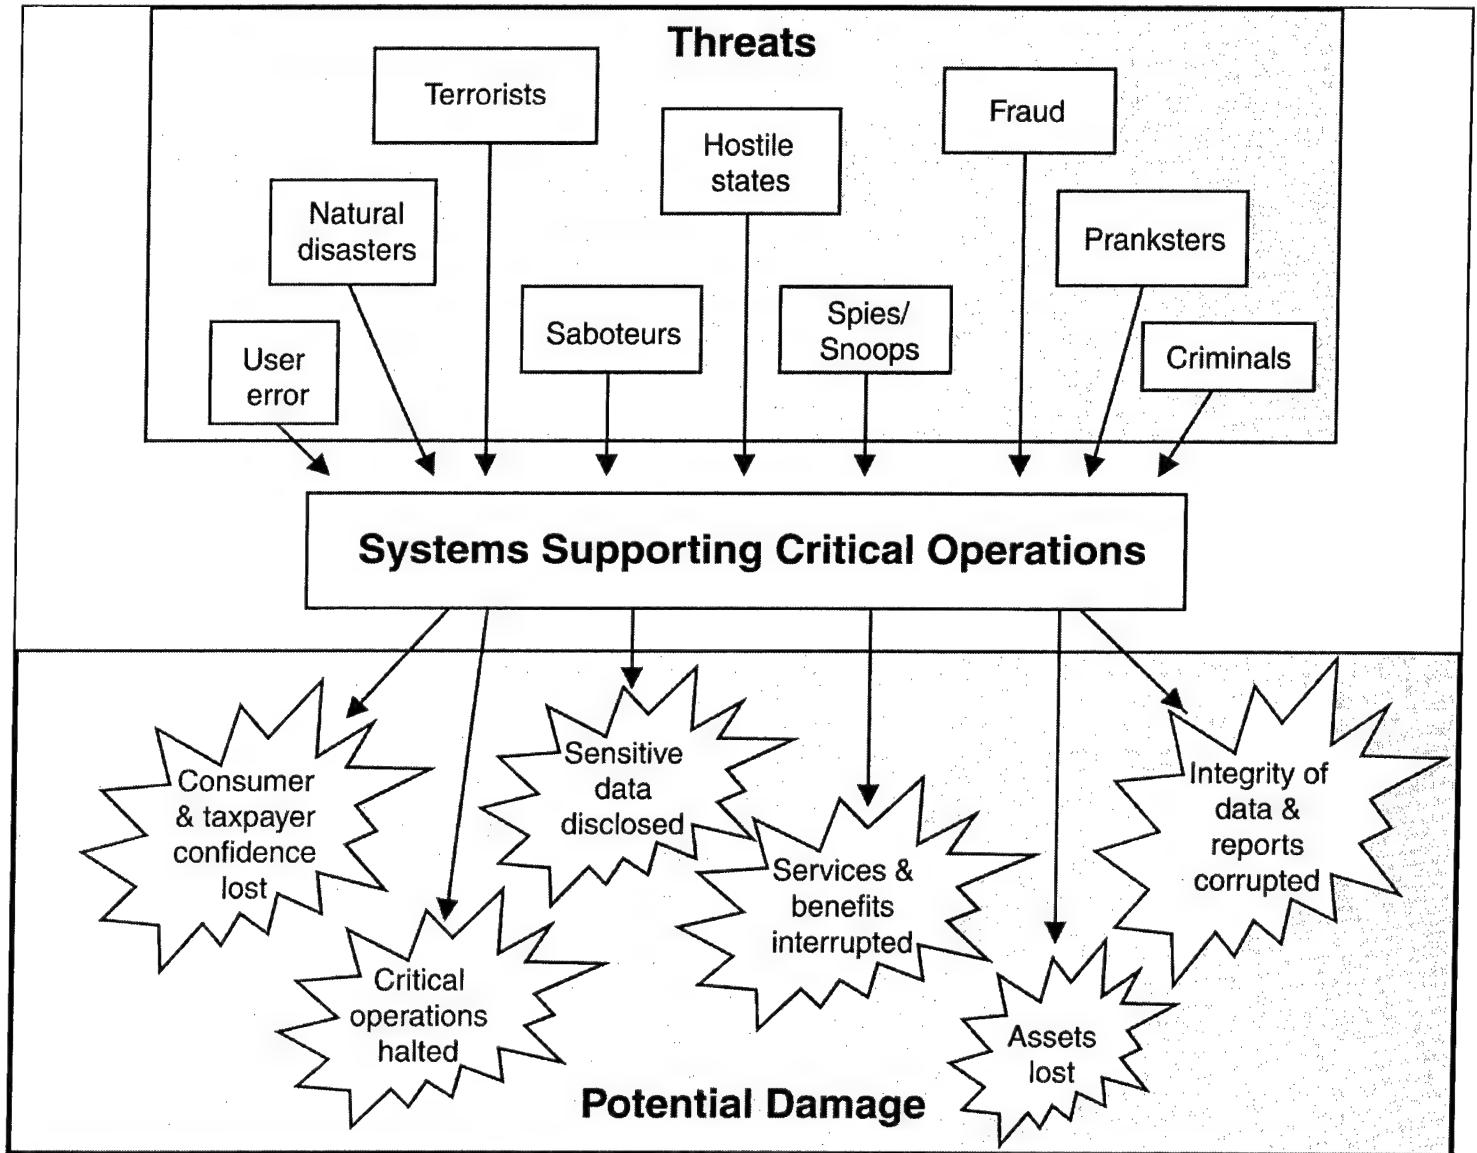 Threats
Terrorists
Fraud
Hostile
states
Natural
disasters
Pranksters
Saboteurs
Spies/
Snoops
User
error
Criminals
Systems Supporting Critical Operations
Consumer
& taxpayer
confidence
lost
Sensitive
data
disclosed
Integrity of
data &
reports
corrupted
Services &
benefits
interrupted
Critical
operations
halted
Assets
lost
Potential Damage